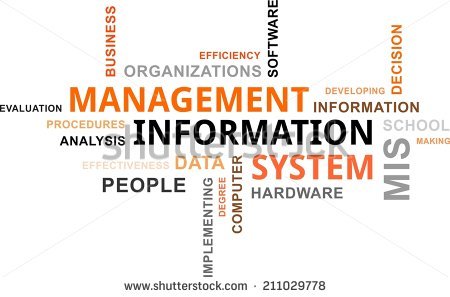 BUSINESS
EFFICIENCY
SOFTWARE
ORGANIZATIONS
DECISION
EVALUATION
MANAGEMENT
DEVELOPING
INFORMATION
PROCEDURES
ANALYSIS
INFORMATION
SCHOOL
MAKING
EFFECTIVENESS
DATA
SYSTEM
MIS
PEOPLE
IMPLEMENTING
DEGREE
COMPUTER
HARDWARE
shutterstock
www.shutterstock.com · 211029778